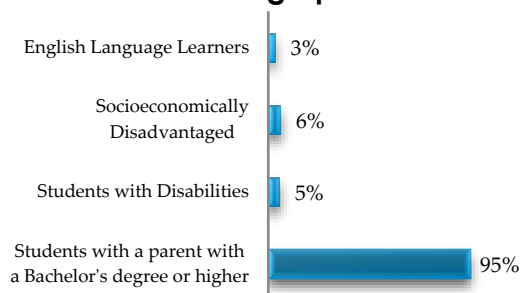 English Language Learners 3%
Socioeconomically
Disadvantaged 6%
Students with Disabilities 5%
Students with a parent with
a Bachelor's degree or higher 95%